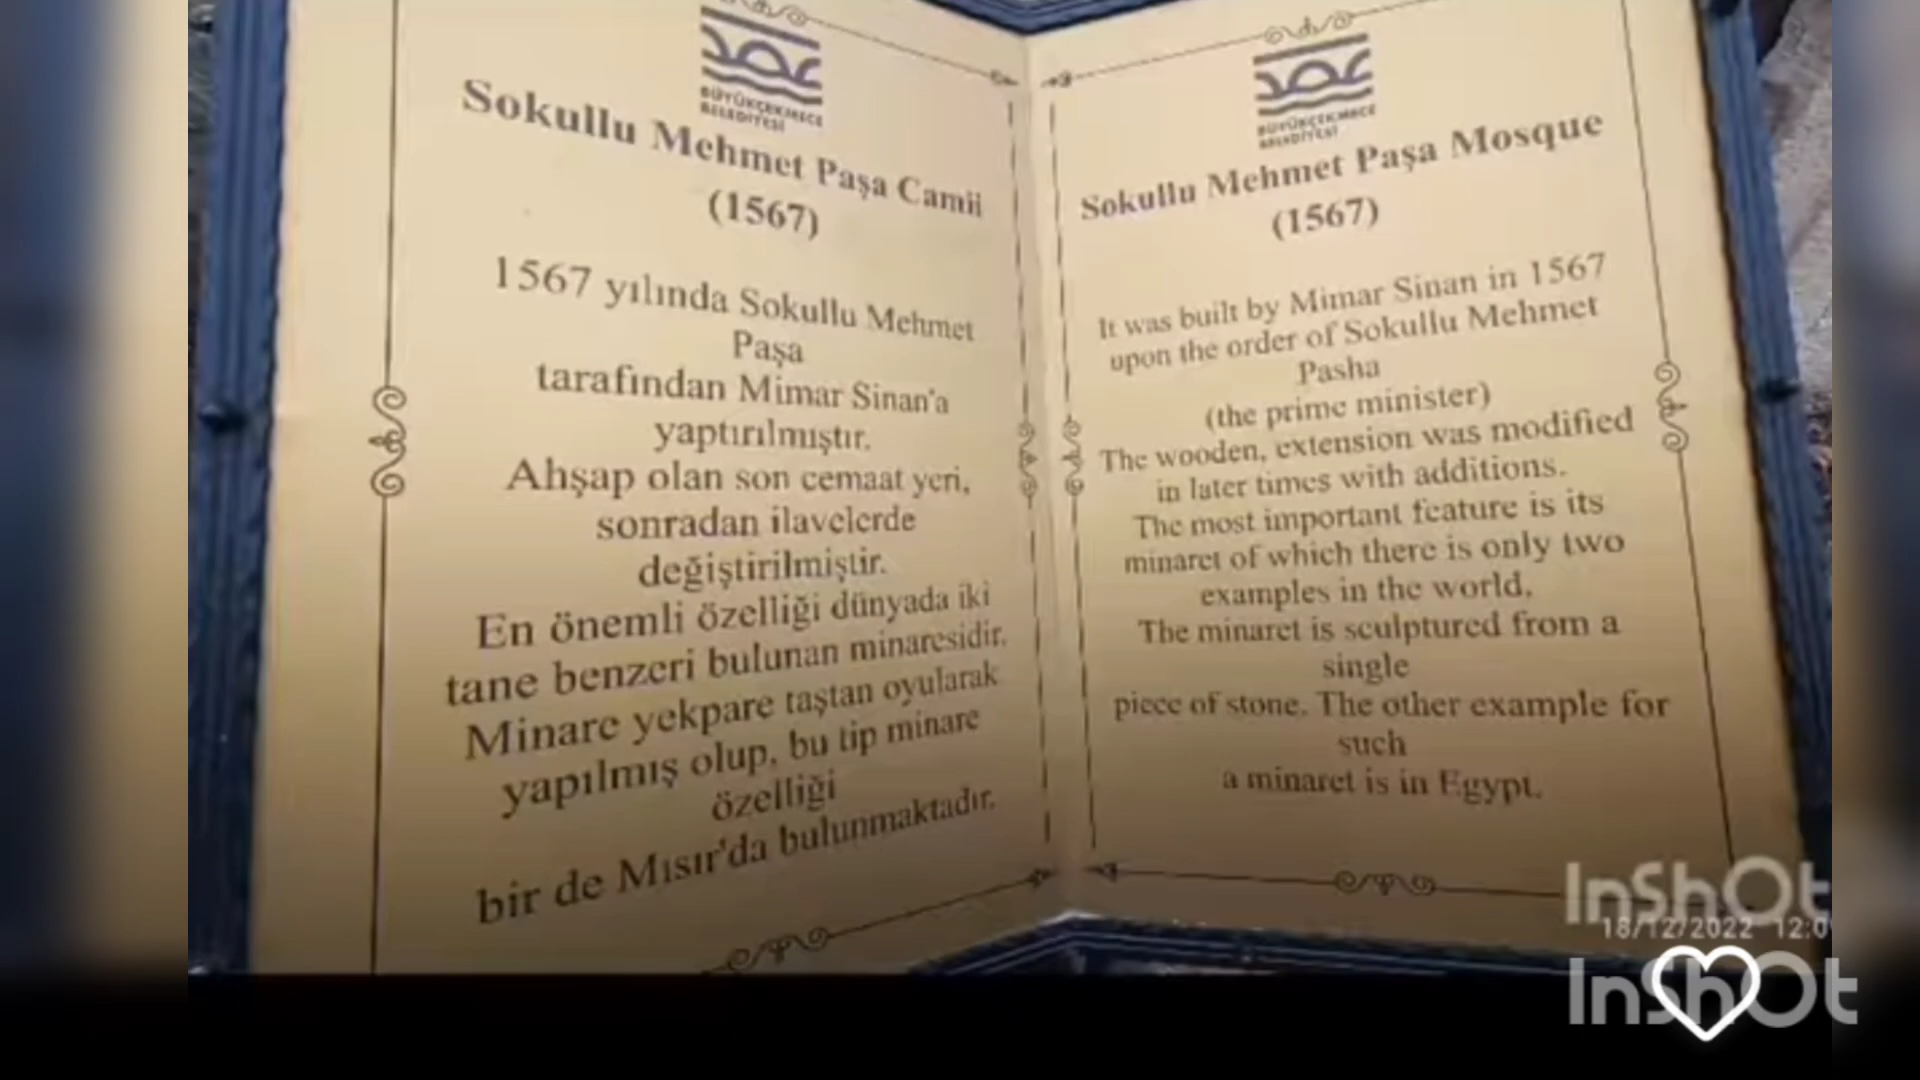 BÜYÜKÇEKMECE
BELEDİYESİ
Sokullu Mehmet Paşa Camii
(1567)
1567 yılında Sokullu Mehmet
Paşa
tarafından Mimar Sinan'a
yaptırılmıştır.
Ahşap olan son cemaat yeri,
sonradan ilavelerde
değiştirilmiştir.
En önemli özelliği dünyada iki
tane benzeri bulunan minaresidir.
Minare yekpare taştan oyularak
yapılmış olup, bu tip minare
özelliği
bir de Mısır'da bulunmaktadır.
BÜYÜKÇEKMECE
BELEDİYESİ
Sokullu Mehmet Paşa Mosque
(1567)
It was built by Mimar Sinan in 1567
upon the order of Sokullu Mehmet
Pasha
(the prime minister)
The wooden, extension was modified
in later times with additions.
The most important feature is its
minaret of which there is only two
examples in the world.
The minaret is sculptured from a
single
piece of stone. The other example for
such
a minaret is in Egypt.
InShOt
18/12/2022 12:0
InShOt